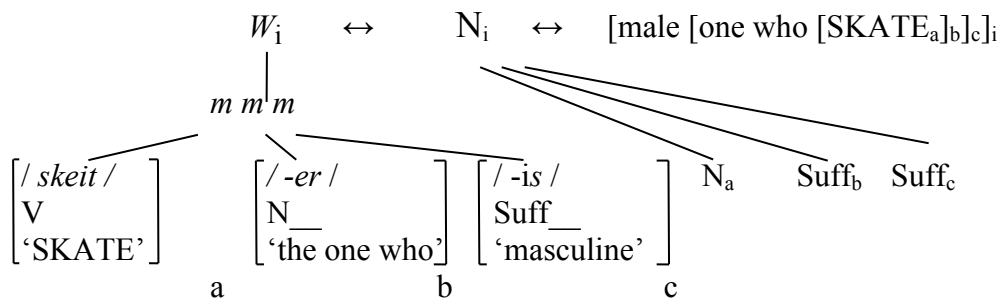 Wi ↔ Ni ↔ [male [one who [SKATEa]b]c]i
m m m
/ skeit / / -er / / -is / Na Suffb Suffc
V N__ Suff__
‘SKATE’ ‘the one who’ ‘masculine’
a b c